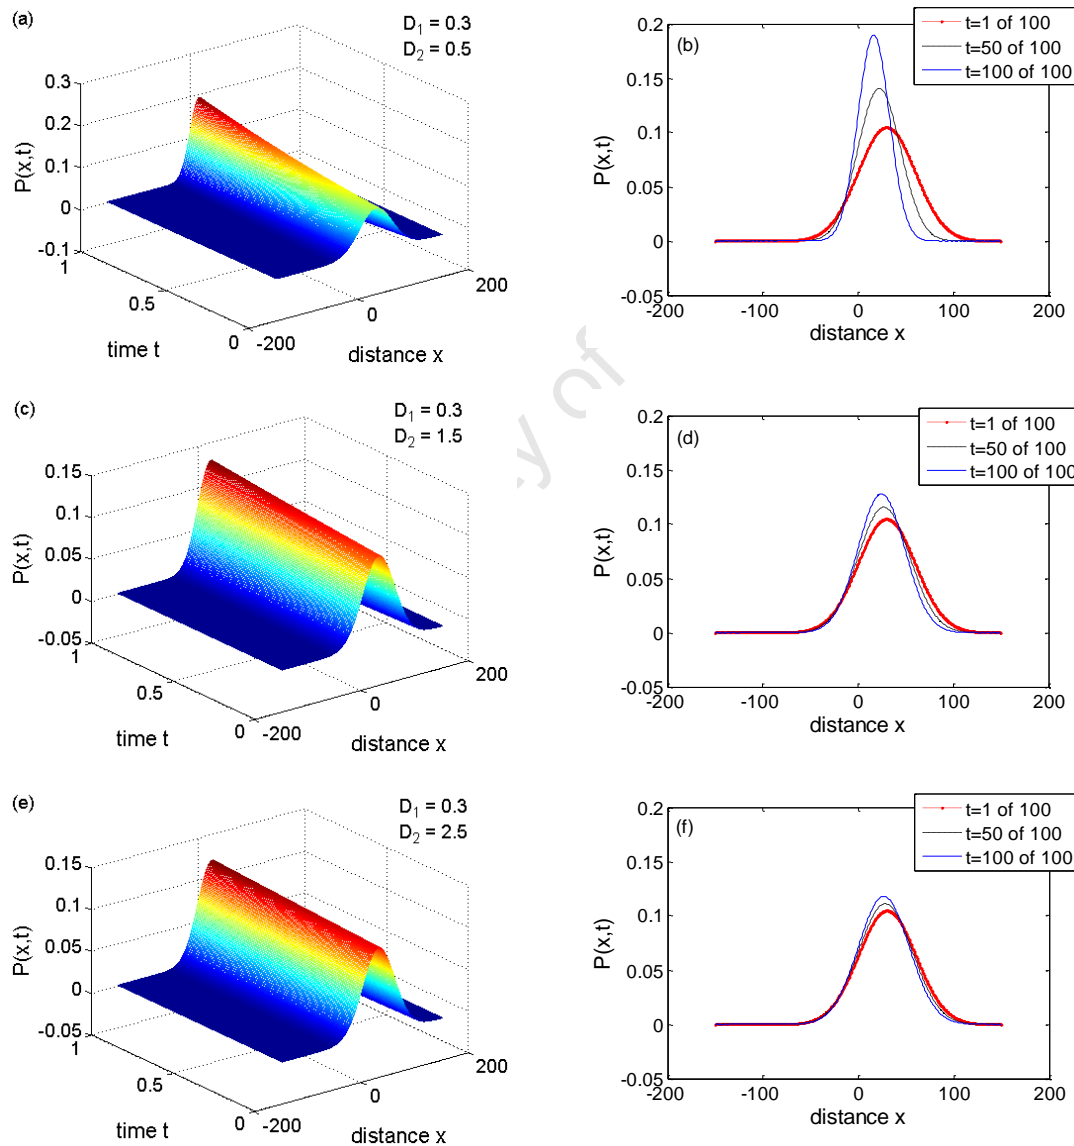 (a)
D1 = 0.3
D2 = 0.5
0.3
0.2
0.1
0
-0.1
P(x,t)
1
0.5
0
time t
-200
0
200
distance x
(b)
t=1 of 100
t=50 of 100
t=100 of 100
0.2
0.15
0.1
0.05
0
-0.05
P(x,t)
-200
-100
0
100
200
distance x
(c)
D1 = 0.3
D2 = 1.5
0.15
0.1
0.05
0
-0.05
P(x,t)
1
0.5
0
time t
-200
0
200
distance x
y of
(d)
t=1 of 100
t=50 of 100
t=100 of 100
0.2
0.15
0.1
0.05
0
-0.05
P(x,t)
-200
-100
0
100
200
distance x
(e)
D1 = 0.3
D2 = 2.5
0.15
0.1
0.05
0
-0.05
P(x,t)
1
0.5
0
time t
-200
0
200
distance x
(f)
t=1 of 100
t=50 of 100
t=100 of 100
0.2
0.15
0.1
0.05
0
-0.05
P(x,t)
-200
-100
0
100
200
distance x